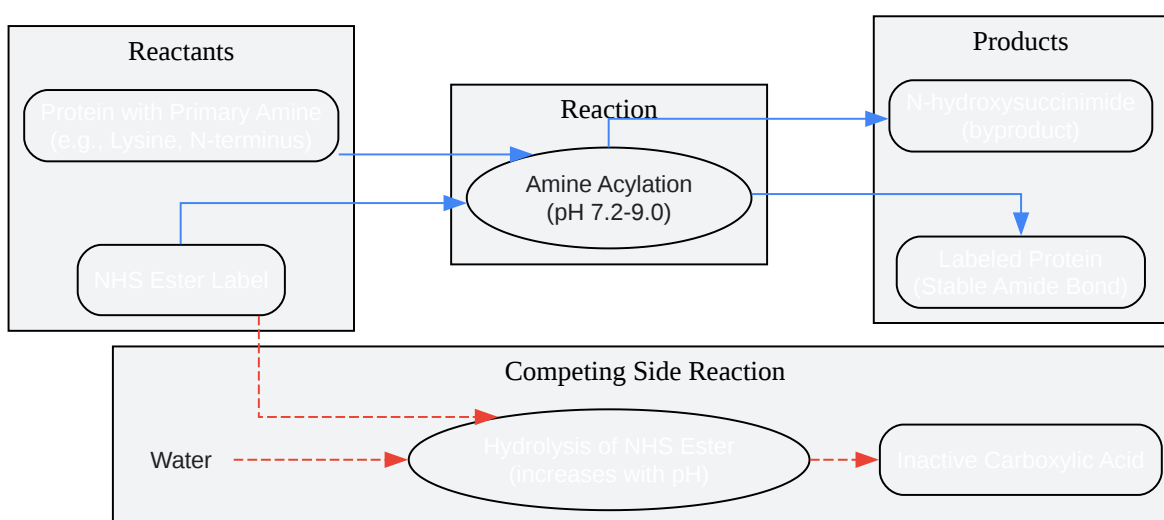 Reactants
Protein with Primary Amine
(e.g., Lysine, N-terminus)
NHS Ester Label
Reaction
Amine Acylation
(pH 7.2-9.0)
Products
N-hydroxysuccinimide
(byproduct)
Labeled Protein
(Stable Amide Bond)
Competing Side Reaction
Water
Hydrolysis of NHS Ester
(increases with pH)
Inactive Carboxylic Acid